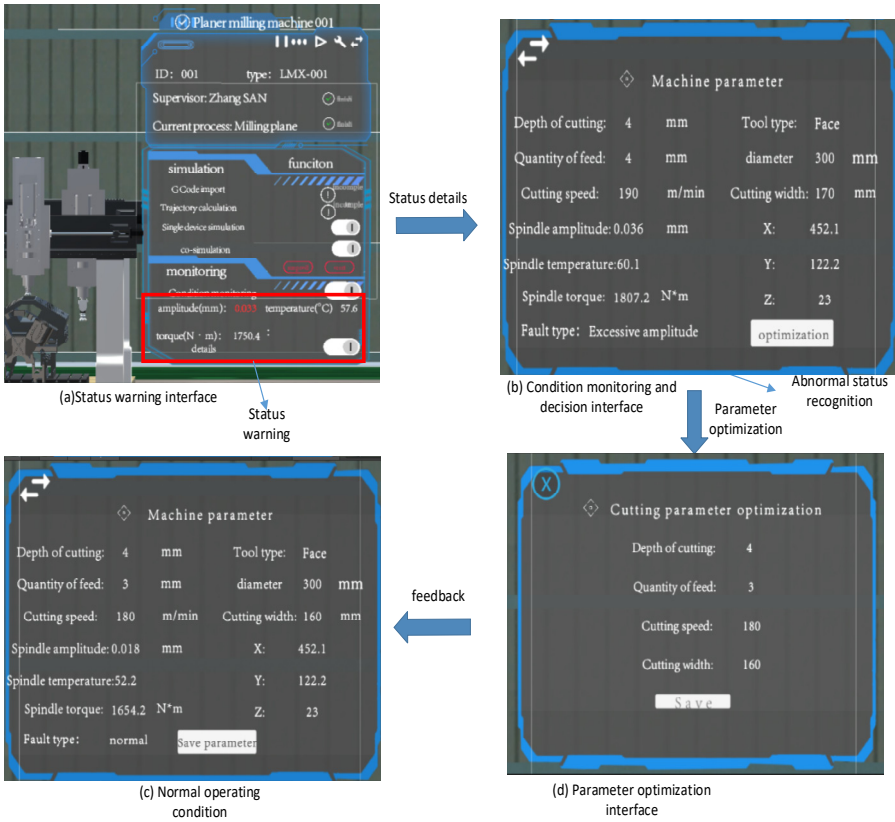 Planer milling machine 001
ID: 001 type: LMX-001
Supervisor: Zhang SAN finish
Current process: Milling plane finish
simulation funciton
G Code import
Trajectory calculation
Single device simulation
co-simulation
monitoring
Condition monitoring
amplitude(mm): 0.033 temperature(°C) 57.6
torque(N · m): 1750.4 :
details
(a)Status warning interface
Status
warning
Status details
Machine parameter
Depth of cutting: 4 mm Tool type: Face
Quantity of feed: 4 mm diameter 300 mm
Cutting speed: 190 m/min Cutting width: 170 mm
Spindle amplitude: 0.036 mm X: 452.1
Spindle temperature: 60.1 Y: 122.2
Spindle torque: 1807.2 N*m Z: 23
Fault type: Excessive amplitude optimization
(b) Condition monitoring and
decision interface
Abnormal status
recognition
Parameter
optimization
Machine parameter
Depth of cutting: 4 mm Tool type: Face
Quantity of feed: 3 mm diameter 300 mm
Cutting speed: 180 m/min Cutting width: 160 mm
Spindle amplitude: 0.018 mm X: 452.1
Spindle temperature: 52.2 Y: 122.2
Spindle torque: 1654.2 N*m Z: 23
Fault type: normal Save parameter
(c) Normal operating
condition
feedback
X
Cutting parameter optimization
Depth of cutting: 4
Quantity of feed: 3
Cutting speed: 180
Cutting width: 160
Save
(d) Parameter optimization
interface